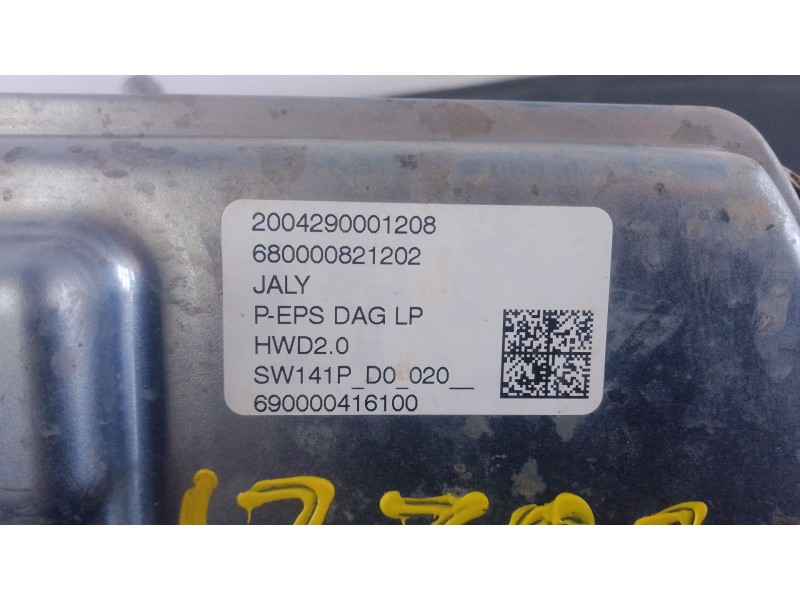 2004290001208
680000821202
JALY
P-EPS DAG LP
HWD2.0
SW141P_D0_020__
690000416100